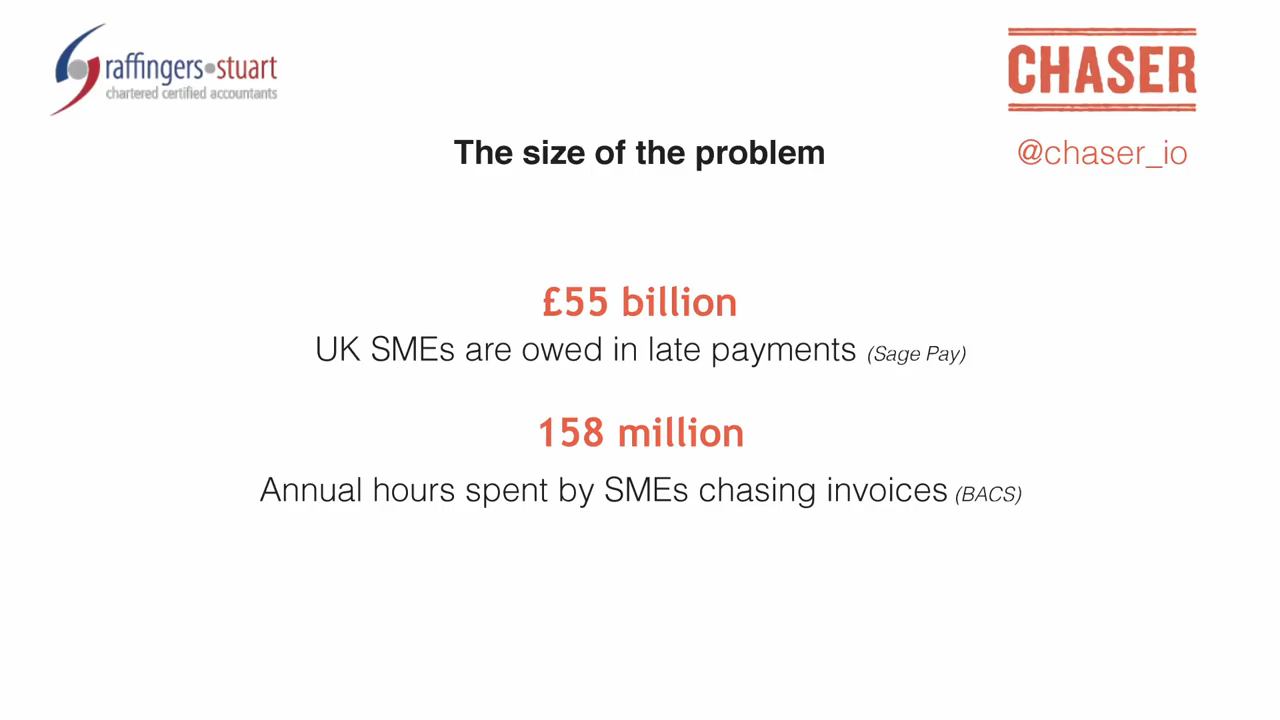 raffingers•stuart
chartered certified accountants
CHASER
The size of the problem
@chaser_io
£55 billion
UK SMEs are owed in late payments (Sage Pay)
158 million
Annual hours spent by SMEs chasing invoices (BACS)